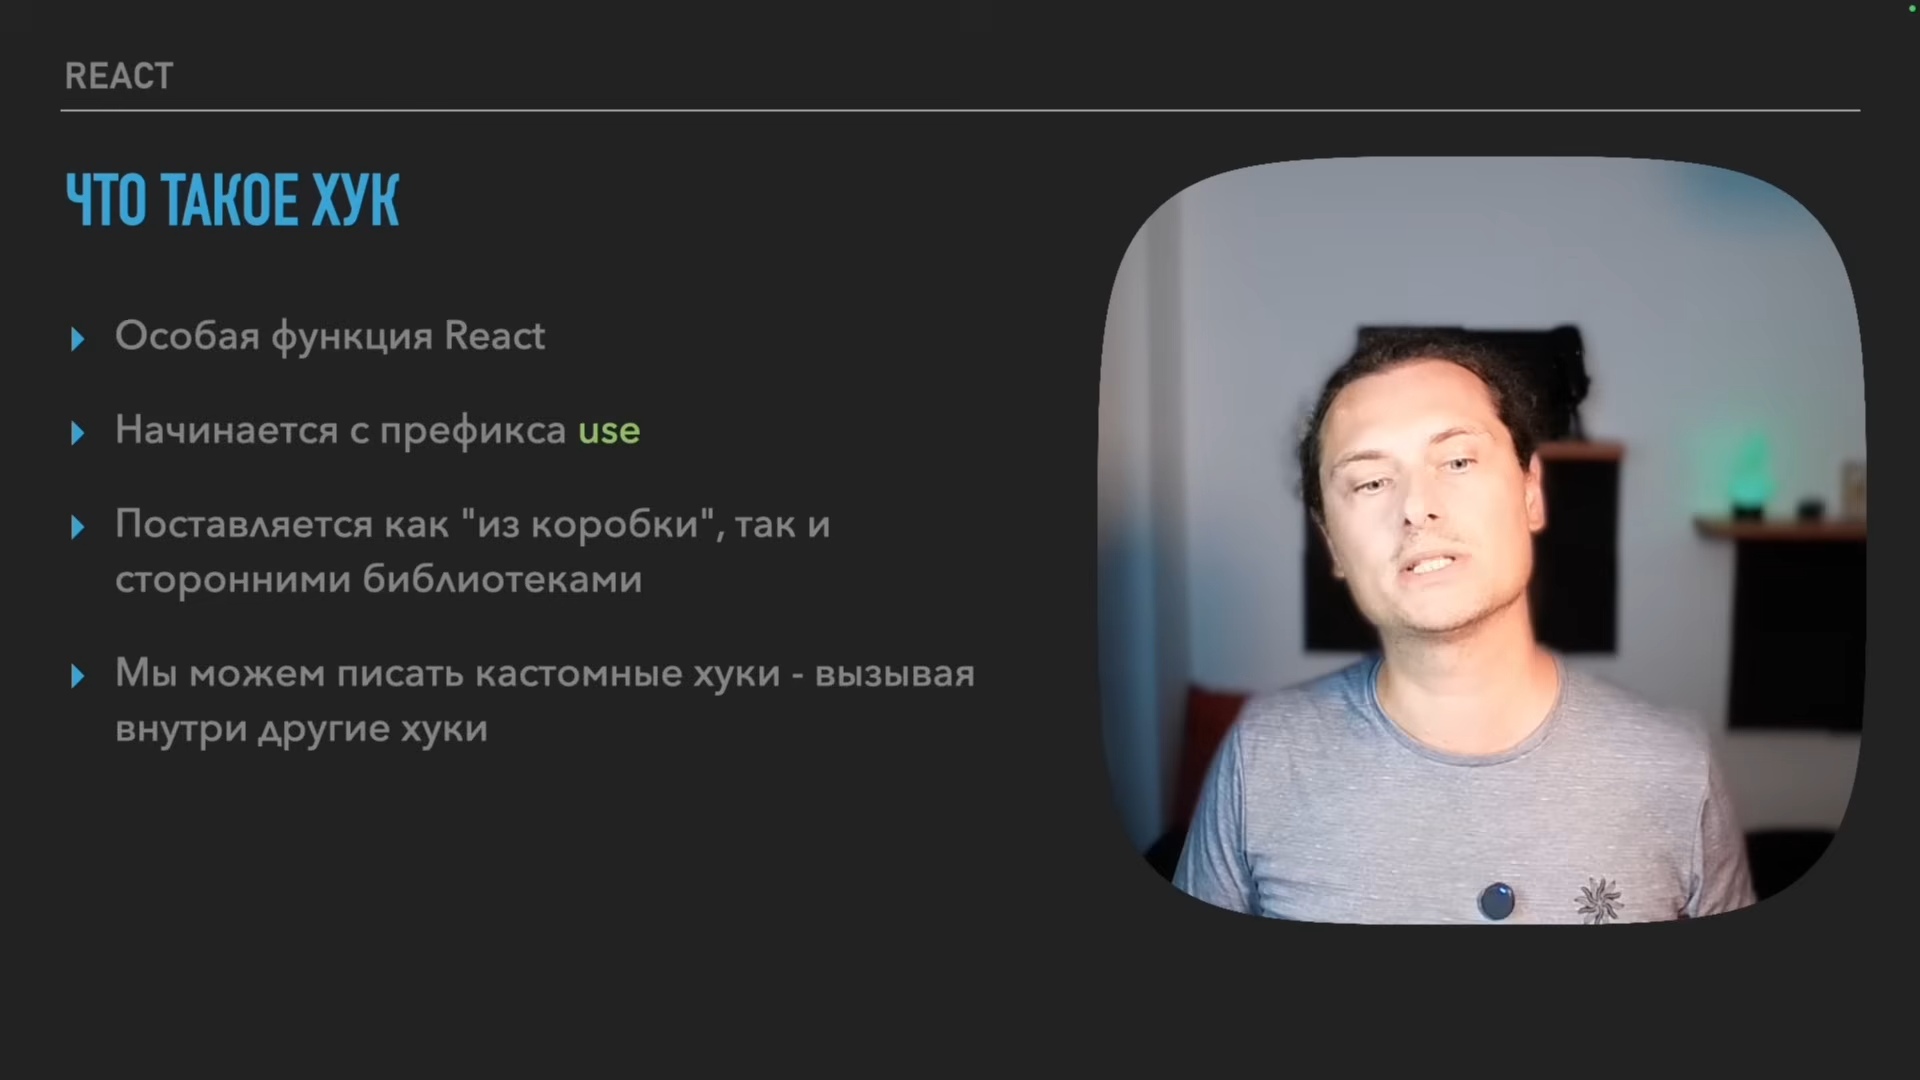 REACT
ЧТО ТАКОЕ ХУК
Особая функция React
Начинается с префикса use
Поставляется как "из коробки", так и
сторонними библиотеками
Мы можем писать кастомные хуки - вызывая
внутри другие хуки